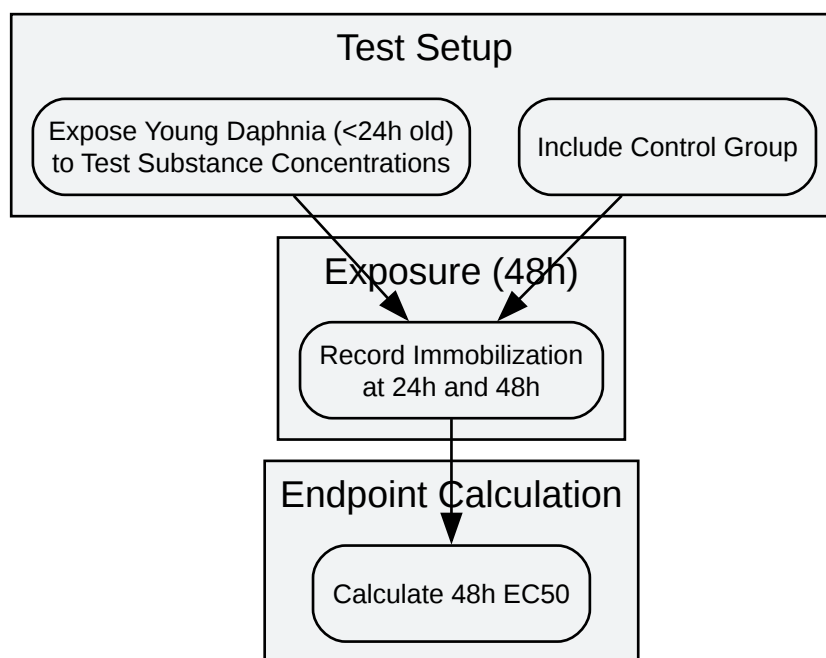 Test Setup
Expose Young Daphnia (<24h old)
to Test Substance Concentrations
Include Control Group
Exposure (48h)
Record Immobilization
at 24h and 48h
Endpoint Calculation
Calculate 48h EC50